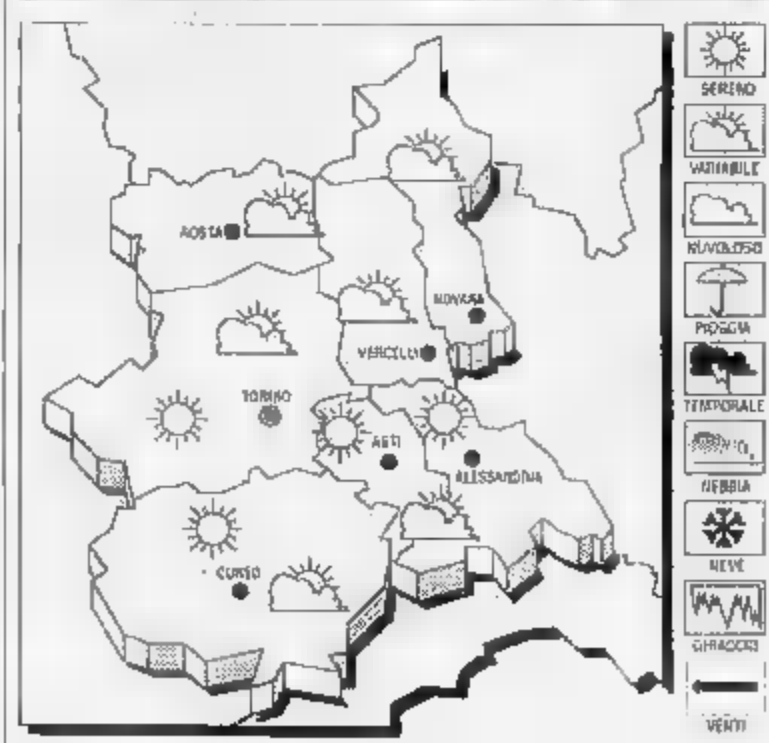 SERENO
VARIABILE
AOSTA
NUVOLOSO
NOVARA
PIOGGIA
VERCELLI
TORINO
TEMPORALE
ASTI
ALESSANDRIA
NEBBIA
NEVE
CUNEO
GHIACCIO
VENTI